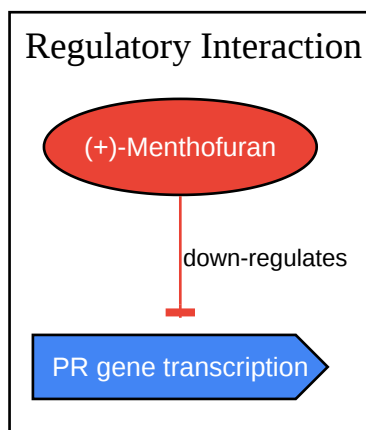 Regulatory Interaction
(+)-Menthofuran
down-regulates
PR gene transcription